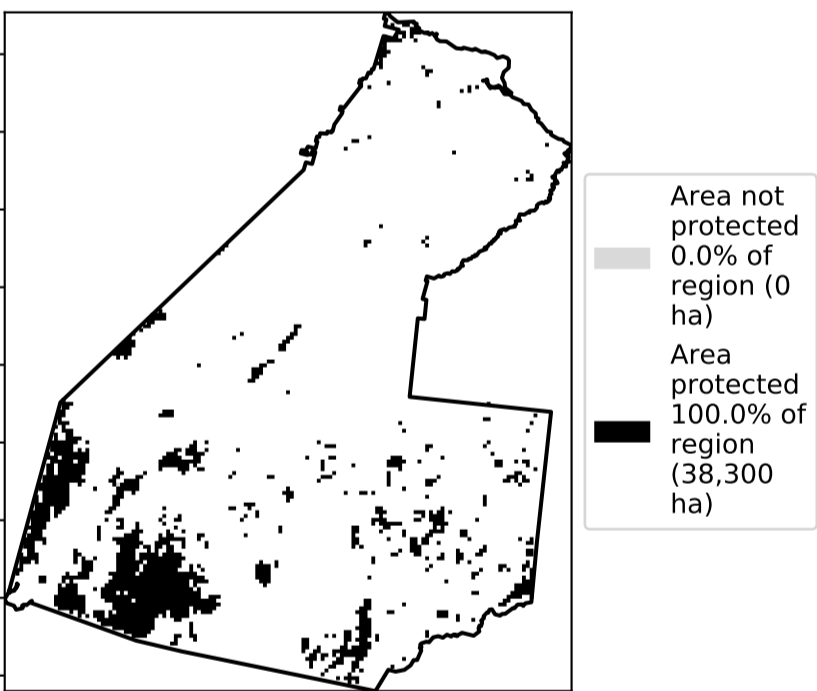 Area not
protected
0.0% of
region (0
ha)
Area
protected
100.0% of
region
(38,300
ha)